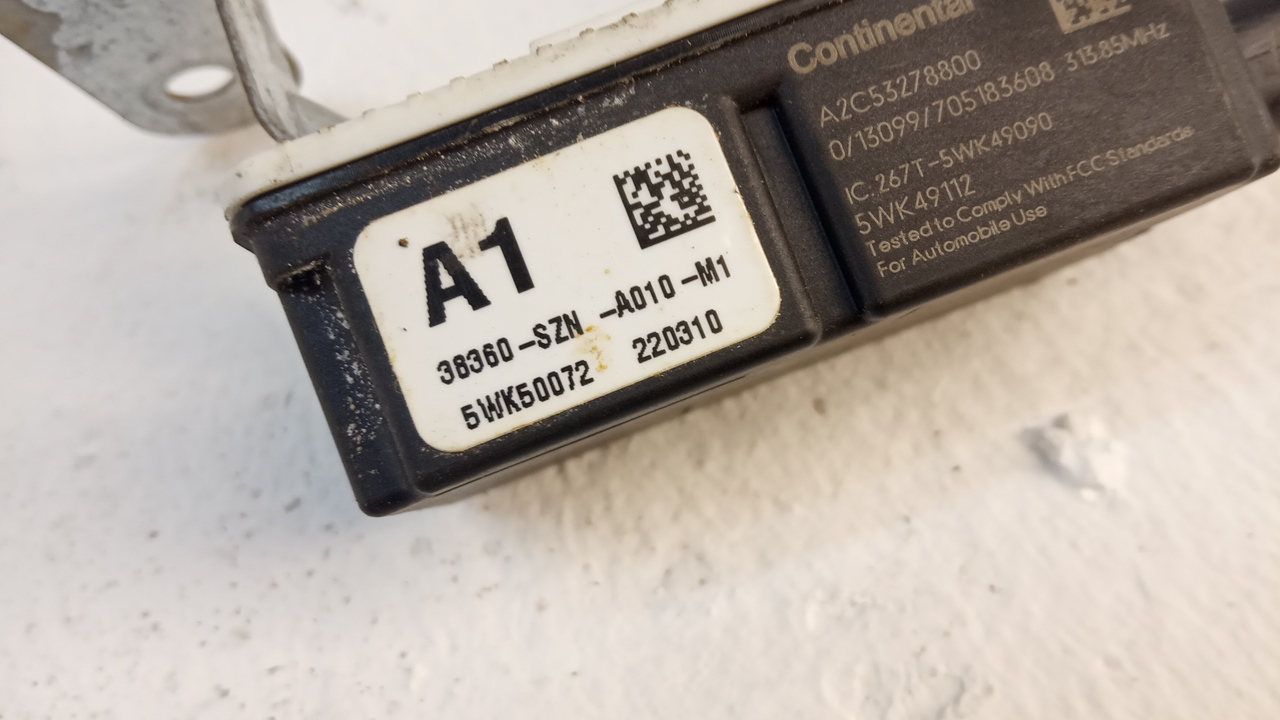 A1
38360-SZN -A010-M1
5WK50072 220310
Continental
A2C53278800
0/13099//705183608 313.85MHz
IC.267T-5WK49090
5WK49112
Tested to Comply With FCC Standards
For Automobile Use